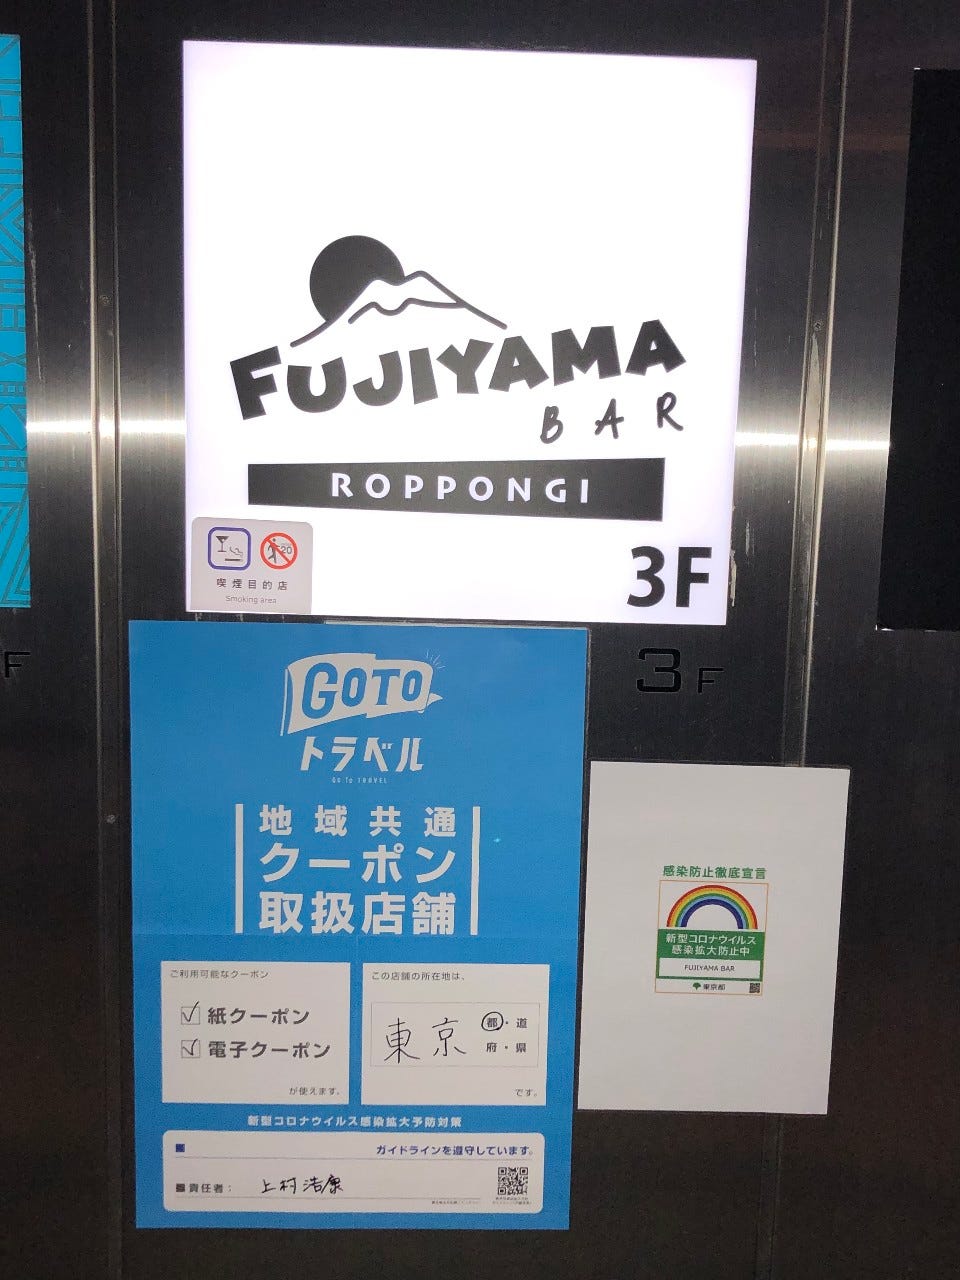 FUJIYAMA
BAR
ROPPONGI
20
喫煙目的店
Smoking area
3F
F
3F
GOTO
トラベル
Go To TRAVEL
地域共通
クーポン
取扱店舗
ご利用可能なクーポン
紙クーポン
電子クーポン
が使えます。
この店舗の所在地は、
東京
都・道
府・県
です。
新型コロナウイルス感染拡大予防対策
ガイドラインを遵守しています。
責任者：
上村浩康
感染防止徹底宣言
新型コロナウイルス
感染拡大防止中
FUJIYAMA BAR
東京都